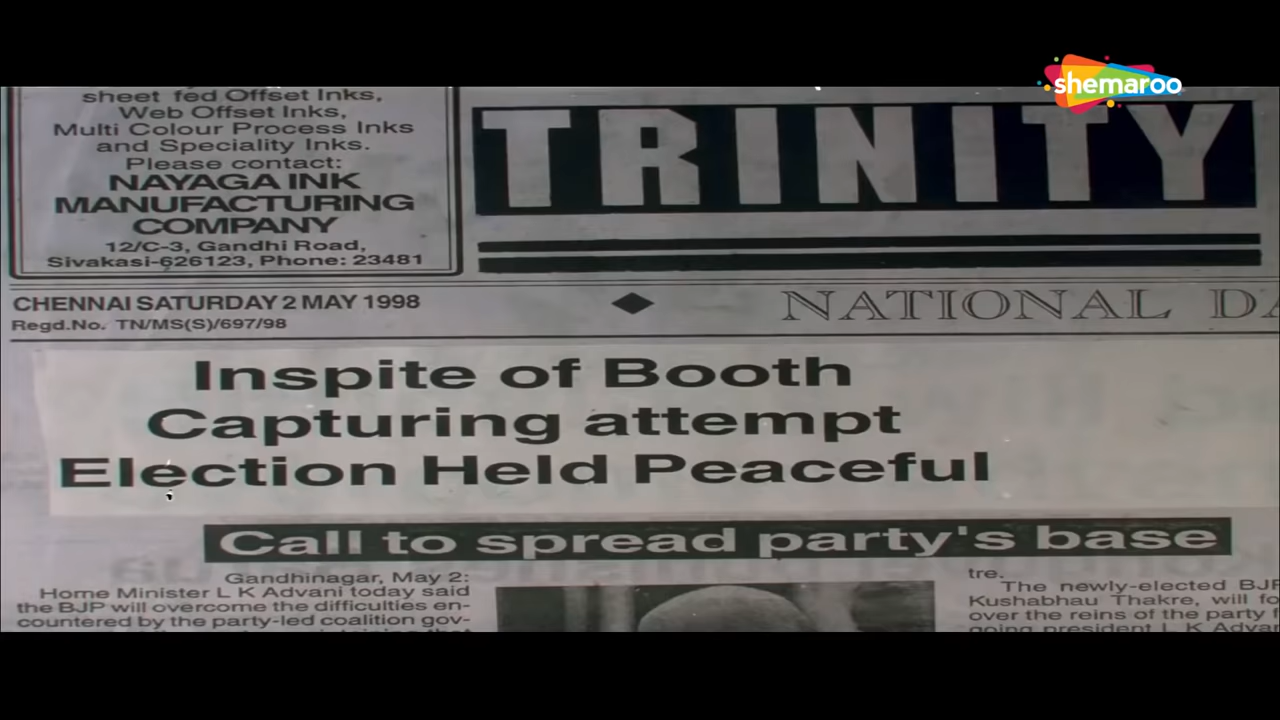 shemaroo
sheet fed Offset Inks,
Web Offset Inks,
Multi Colour Process Inks
and Speciality Inks.
Please contact:
NAYAGA INK
MANUFACTURING
COMPANY
12/C-3, Gandhi Road,
Sivakasi-626123, Phone: 23481
TRINITY
CHENNAI SATURDAY 2 MAY 1998
Regd.No. TN/MS(S)/697/98
NATIONAL
Inspite of Booth
Capturing attempt
Election Held Peaceful
Call to spread party's base
Gandhinagar, May 2:
Home Minister L K Advani today said
the BJP will overcome the difficulties en-
countered by the party-led coalition gov-
tre.
The newly-elected BJP
Kushabhau Thakre, will
over the reins of the party
going president L K